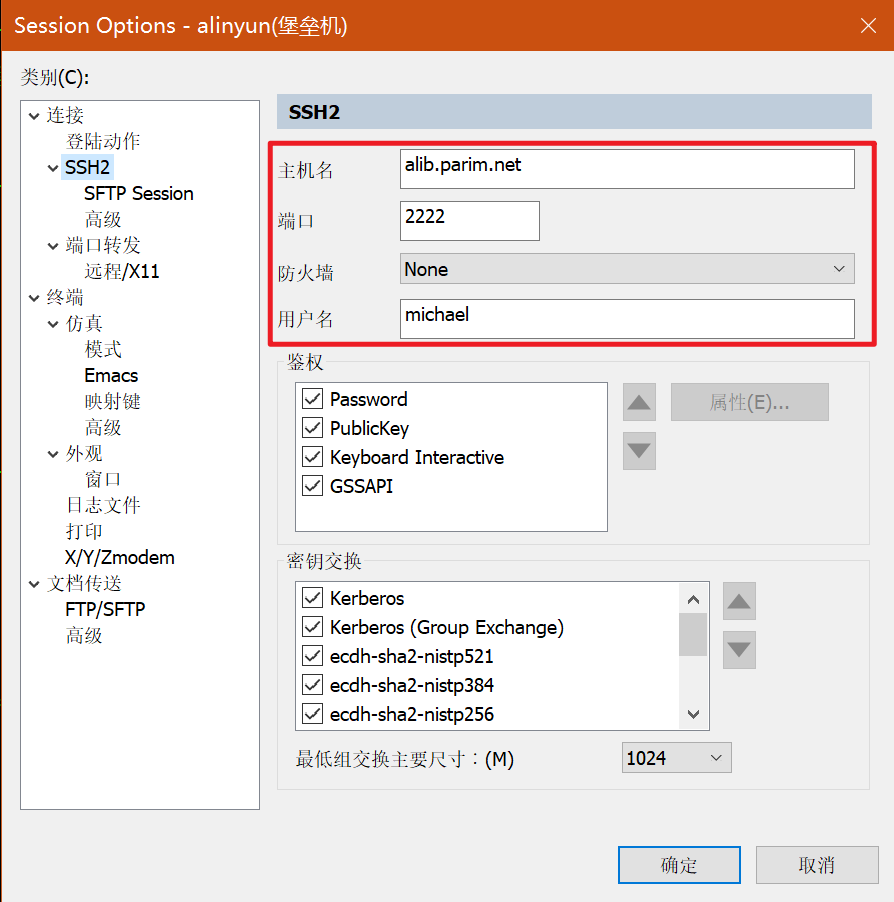 Session Options - alinyun(堡垒机)
类别(C):
连接
登陆动作
SSH2
SFTP Session
高级
端口转发
远程/X11
终端
仿真
模式
Emacs
映射键
高级
外观
窗口
日志文件
打印
X/Y/Zmodem
文档传送
FTP/SFTP
高级
SSH2
主机名 alib.parim.net
端口 2222
防火墙 None
用户名 michael
鉴权
Password
PublicKey
Keyboard Interactive
GSSAPI
属性(E)...
密钥交换
Kerberos
Kerberos (Group Exchange)
ecdh-sha2-nistp521
ecdh-sha2-nistp384
ecdh-sha2-nistp256
最低组交换主要尺寸：(M) 1024
确定 取消